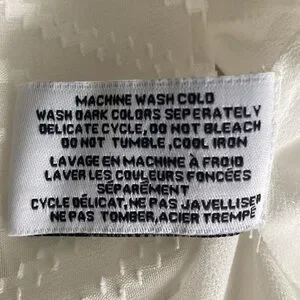 MACHINE WASH COLD
WASH DARK COLORS SEPERATELY
DELICATE CYCLE, DO NOT BLEACH
DO NOT TUMBLE ,COOL IRON
LAVAGE EN MACHINE À FROID
LAVER LES COULEURS FONCÉES
SÉPARÉMENT
CYCLE DÉLICAT, NE PAS JAVELLISER
NE PAS TOMBER,ACIER TREMPÉ